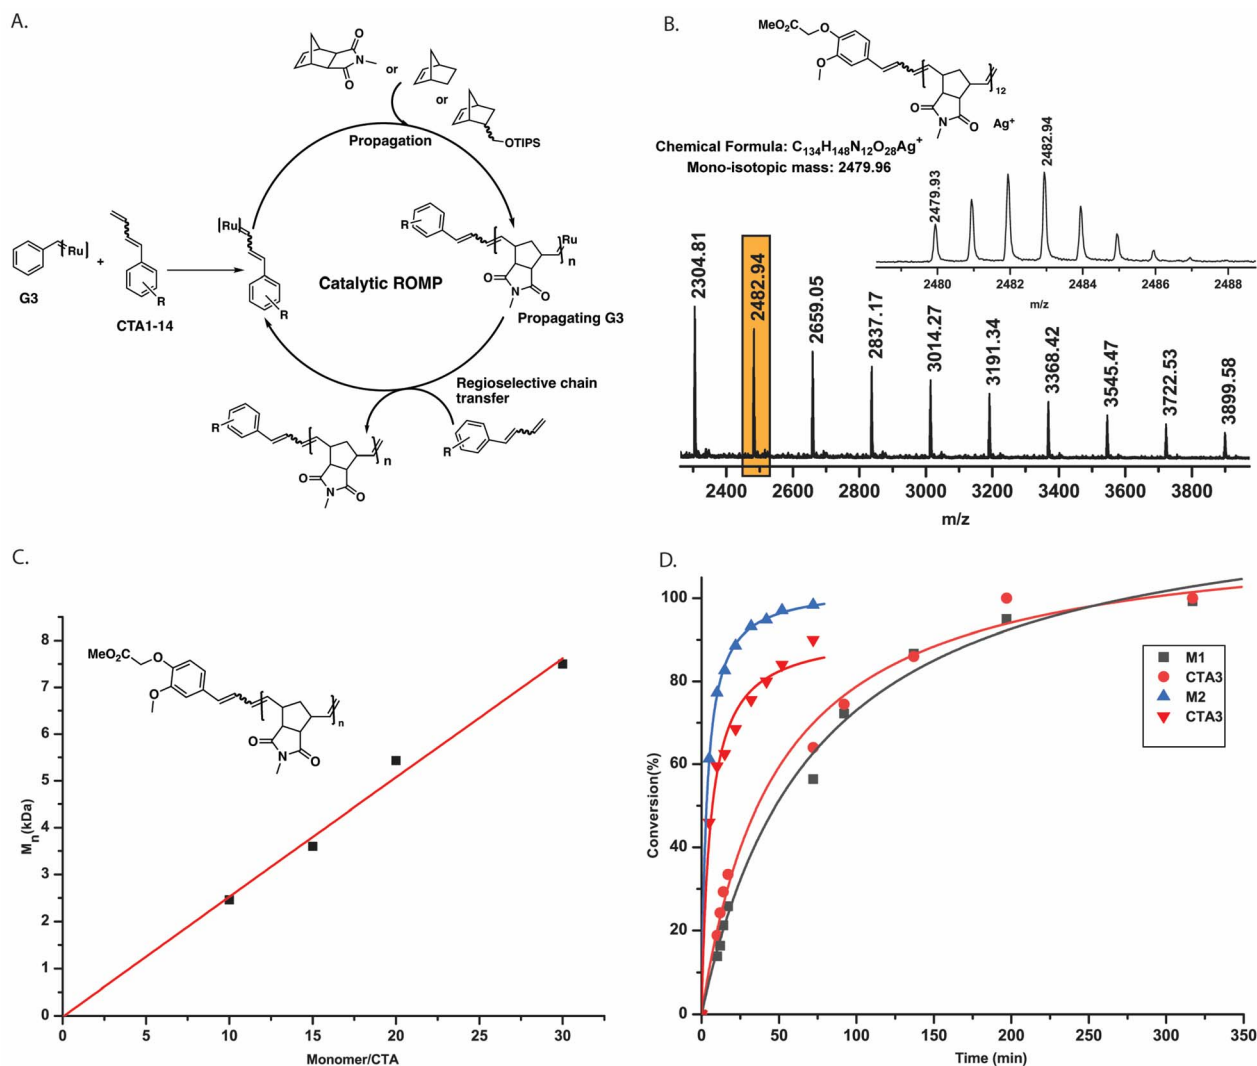 A.
N
O
O
or
or
OTIPS
Propagation
[Ru]
+
R
G3
CTA1-14
[Ru]
R
Catalytic ROMP
R
Ru
n
O
N
O
Propagating G3
Regioselective chain
transfer
R
n
O
N
O
R
B.
MeO2C
O
O
12
O
N
O
Ag+
Chemical Formula: C134H148N12O28Ag+
Mono-isotopic mass: 2479.96
2479.93
2482.94
2480
2482
2484
2486
2488
m/z
2304.81
2482.94
2659.05
2837.17
3014.27
3191.34
3368.42
3545.47
3722.53
3899.58
2400
2600
2800
3000
3200
3400
3600
3800
m/z
C.
MeO2C
O
O
n
O
N
O
8
7
6
5
4
3
2
1
0
Mn(kDa)
0
5
10
15
20
25
30
Monomer/CTA
D.
100
80
60
40
20
0
Conversion(%)
M1
CTA3
M2
CTA3
0
50
100
150
200
250
300
350
Time (min)